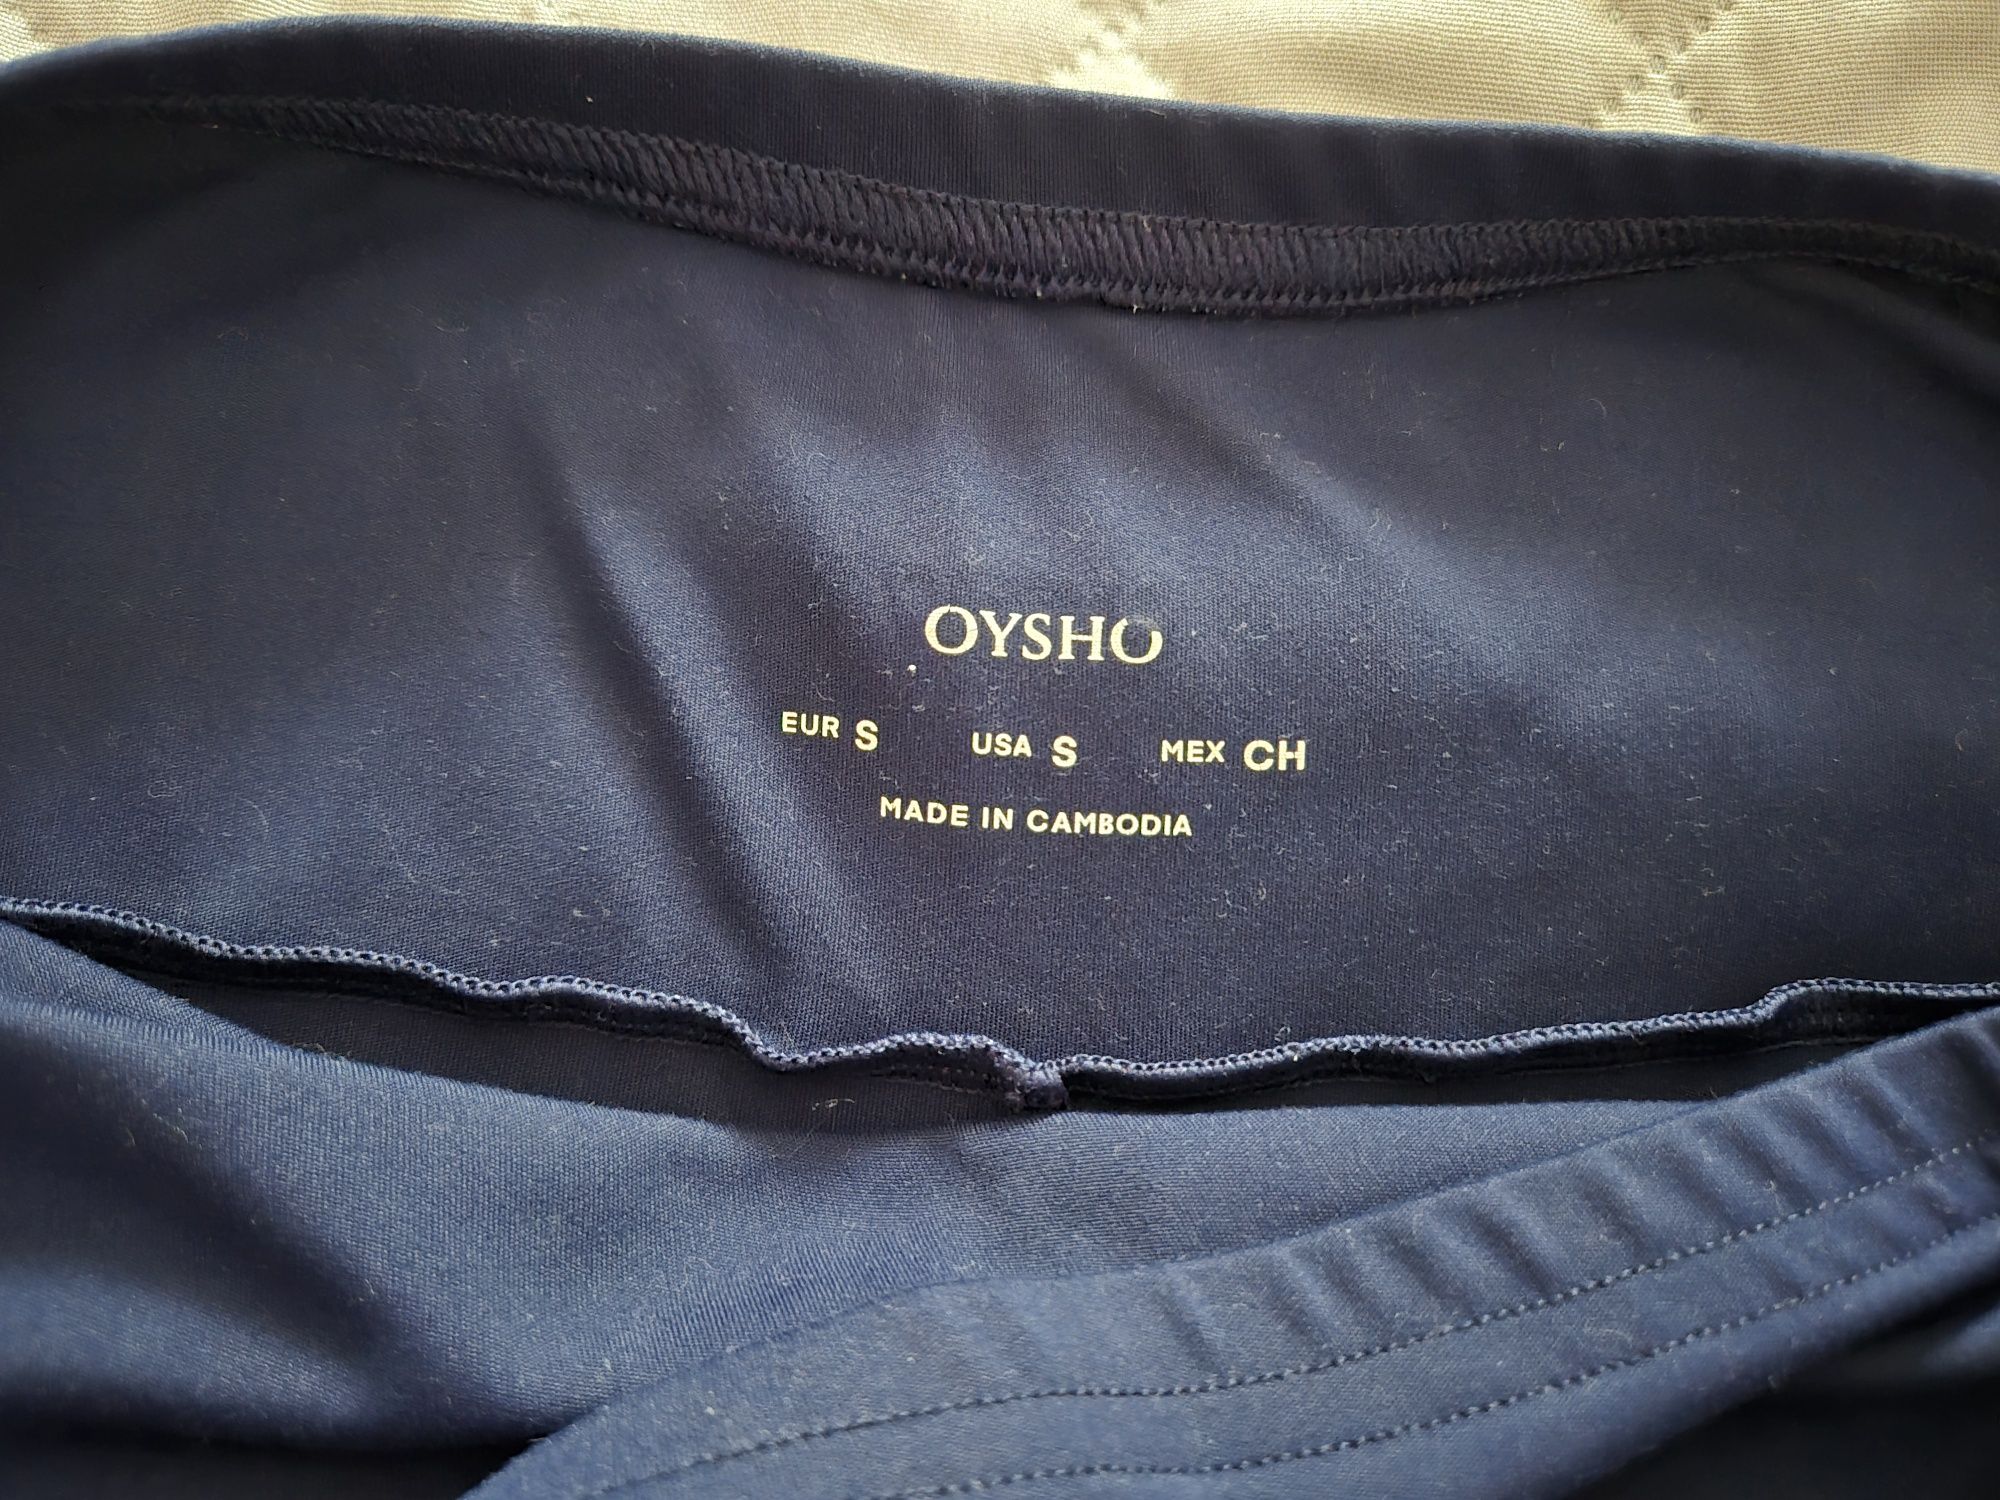 OYSHO
EUR S USA S MEX CH
MADE IN CAMBODIA